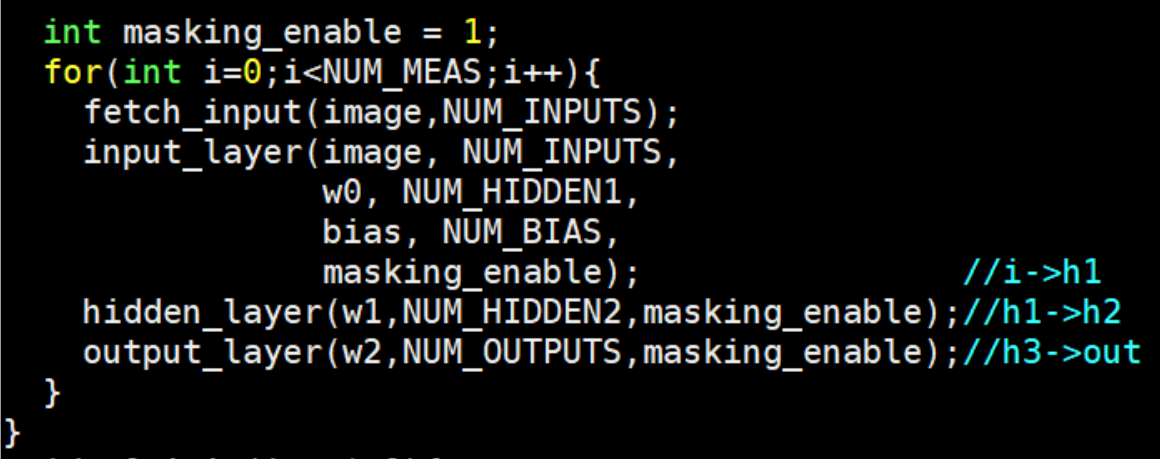 int masking_enable = 1;
for(int i=0;i<NUM_MEAS;i++){
fetch_input(image,NUM_INPUTS);
input_layer(image, NUM_INPUTS,
w0, NUM_HIDDEN1,
bias, NUM_BIAS,
masking_enable); //i->h1
hidden_layer(w1,NUM_HIDDEN2,masking_enable);//h1->h2
output_layer(w2,NUM_OUTPUTS,masking_enable);//h3->out
}
}